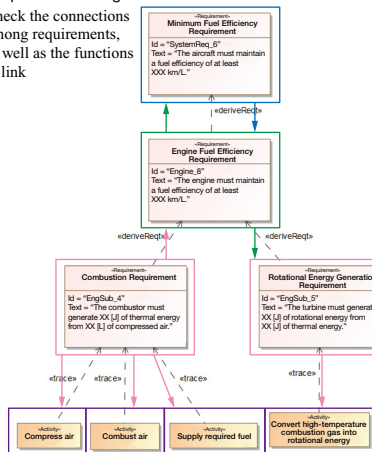 heck the connections
mong requirements,
well as the functions
link
«Requirement»
Minimum Fuel Efficiency
Requirement
Id = "SystemReq_6"
Text = "The aircraft must maintain
a fuel efficiency of at least
XXX km/L."
«deriveReqt»
«Requirement»
Engine Fuel Efficiency
Requirement
Id = "Engine_8"
Text = "The engine must maintain
a fuel efficiency of at least
XXX km/L."
«deriveReqt»
«deriveReqt»
«Requirement»
Combustion Requirement
Id = "EngSub_4"
Text = "The combustor must
generate XX [J] of thermal energy
from XX [L] of compressed air."
«Requirement»
Rotational Energy Generatio
Requirement
Id = "EngSub_5"
Text = "The turbine must generat
XX [J] of rotational energy from
XX [J] of thermal energy."
«trace»
«trace»
«trace»
«trace»
«Activity»
Compress air
«Activity»
Combust air
«Activity»
Supply required fuel
«Activity»
Convert high-temperature
combustion gas into
rotational energy